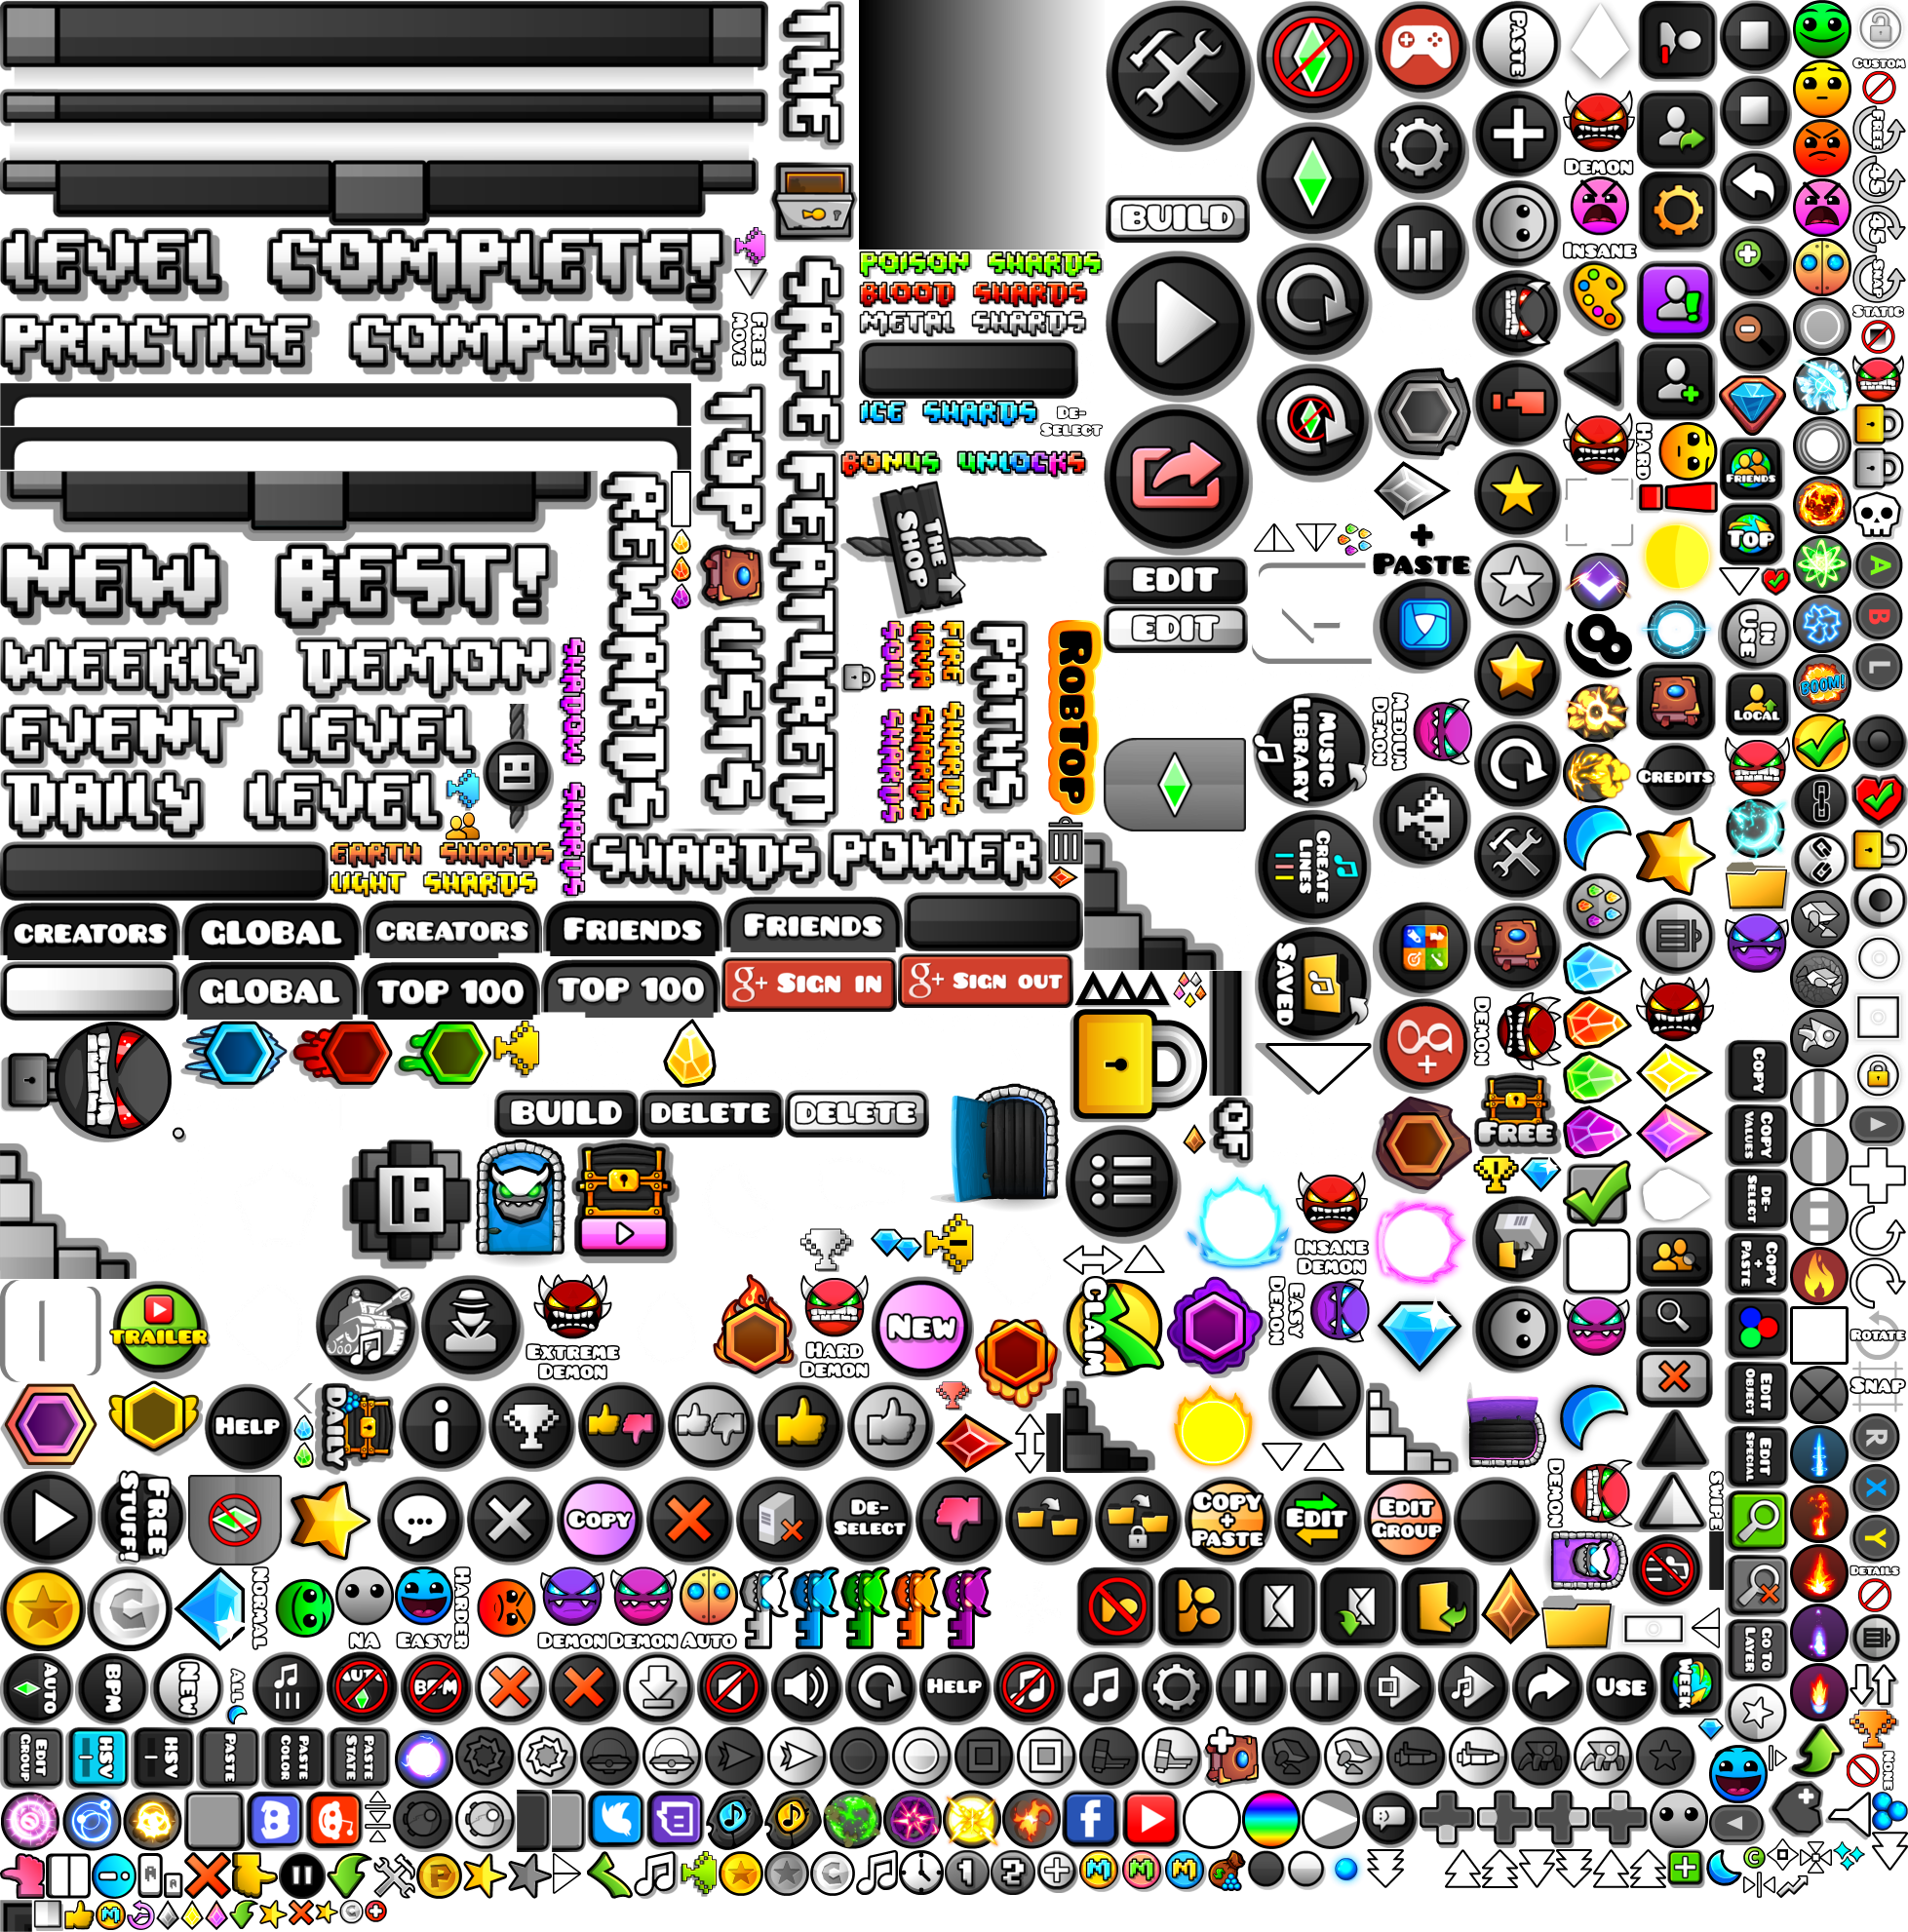 THE
LEVEL COMPLETE!
PRACTICE COMPLETE!
FREE MOVE
SAFE
TOP
POISON SHARDS
BLOOD SHARDS
METAL SHARDS
ICE SHARDS
DE-
SELECT
BONUS UNLOCKS
THE
SHOP
REWARDS
LISTS
FEATURED
NEW BEST!
WEEKLY DEMON
EVENT LEVEL
DAILY LEVEL
SHADOW SHARDS
SOUL SHARDS
LAVA SHARDS
FIRE SHARDS
PATHS
ROBTOP
EARTH SHARDS
LIGHT SHARDS
SHARDS POWER
CREATORS
GLOBAL
CREATORS
FRIENDS
FRIENDS
GLOBAL
TOP 100
TOP 100
g+ SIGN IN
g+ SIGN OUT
BUILD
EDIT
EDIT
PASTE
+
PASTE
MUSIC
LIBRARY
CREATE
LINES
SAVED
MEDIUM
DEMON
g+
DEMON
FREE
DEMON
INSANE
HARD
FRIENDS
TOP
IN
USE
LOCAL
CREDITS
BOOM!
CUSTOM
FREE
45
45
SNAP
STATIC
A
B
L
BUILD
DELETE
DELETE
OF
INSANE
DEMON
EASY
DEMON
CLAIM
TRAILER
EXTREME
DEMON
HARD
DEMON
NEW
COPY
COPY
VALUES
DE-
SELECT
COPY
+
PASTE
EDIT
OBJECT
EDIT
SPECIAL
GO TO
LAYER
ROTATE
SNAP
R
X
Y
DETAILS
HELP
DAILY
FREE
STUFF!
COPY
DE-
SELECT
COPY
+
PASTE
EDIT
EDIT
GROUP
DEMON
SWIPE
NORMAL
NA
EASY
HARDER
DEMON
DEMON
AUTO
AUTO
BPM
NEW
ALL
AUTO
BPM
HELP
USE
WEEK
EDIT
GROUP
HSV
HSV
PASTE
PASTE
COLOR
PASTE
STATE
NONE
f
A
A
P
1
2
M
M
M
C
M